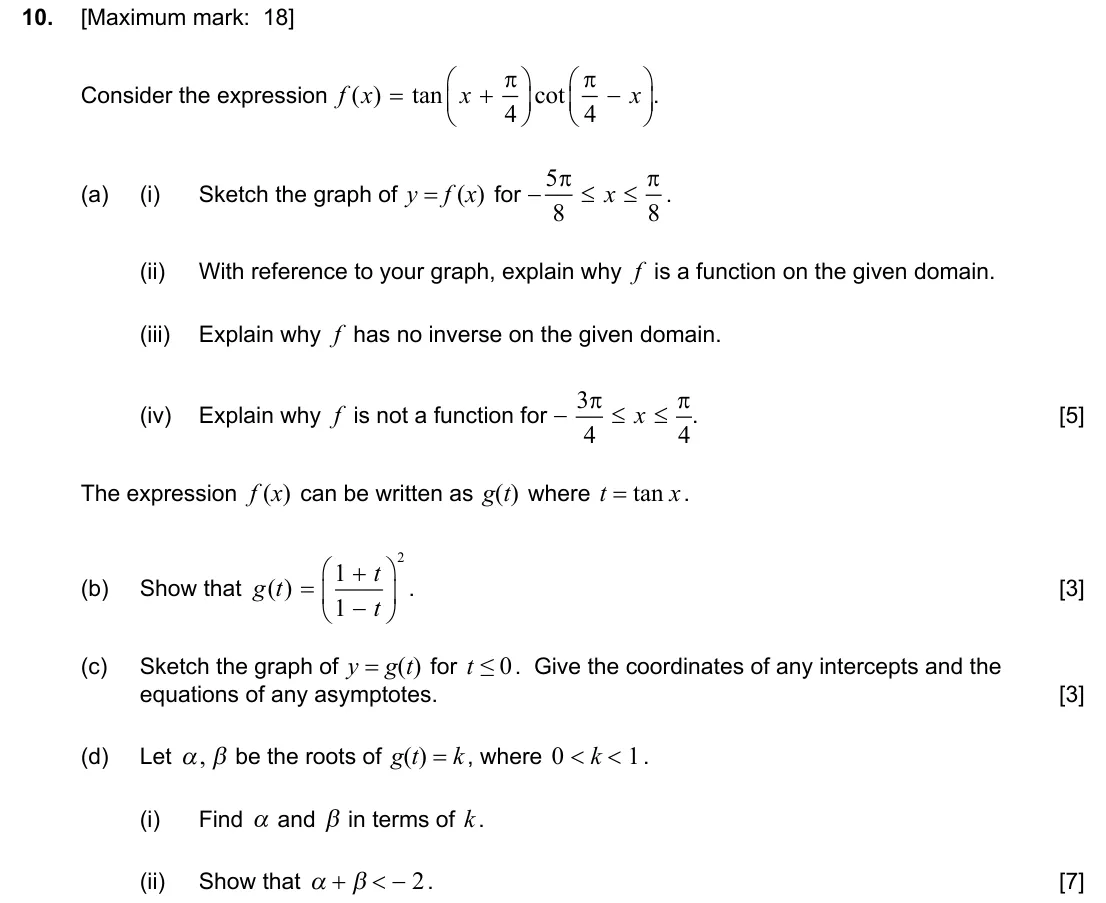 10. [Maximum mark: 18]
Consider the expression f(x) = tan(x + π/4)cot(π/4 − x).
(a) (i) Sketch the graph of y = f(x) for −5π/8 ≤ x ≤ π/8.
(ii) With reference to your graph, explain why f is a function on the given domain.
(iii) Explain why f has no inverse on the given domain.
(iv) Explain why f is not a function for −3π/4 ≤ x ≤ π/4. [5]
The expression f(x) can be written as g(t) where t = tan x.
(b) Show that g(t) = ((1 + t)/(1 − t))². [3]
(c) Sketch the graph of y = g(t) for t ≤ 0. Give the coordinates of any intercepts and the
equations of any asymptotes. [3]
(d) Let α, β be the roots of g(t) = k, where 0 < k < 1.
(i) Find α and β in terms of k.
(ii) Show that α + β < −2. [7]